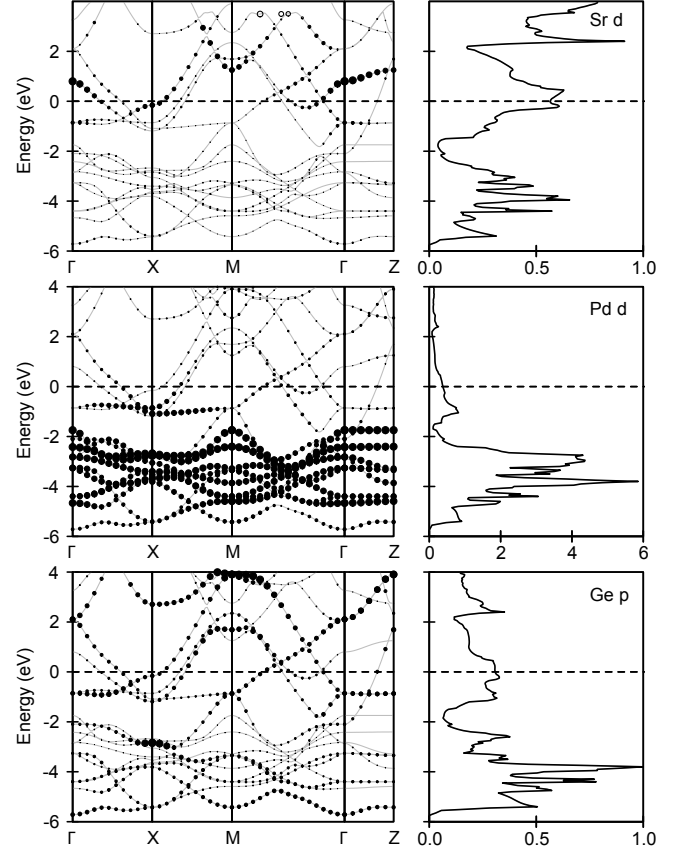 Sr d
2
0
-2
-4
-6
Energy (eV)
Γ X M Γ Z
0.0 0.5 1.0
Pd d
4
2
0
-2
-4
-6
Energy (eV)
Γ X M Γ Z
0 2 4 6
Ge p
4
2
0
-2
-4
-6
Energy (eV)
Γ X M Γ Z
0.0 0.5 1.0